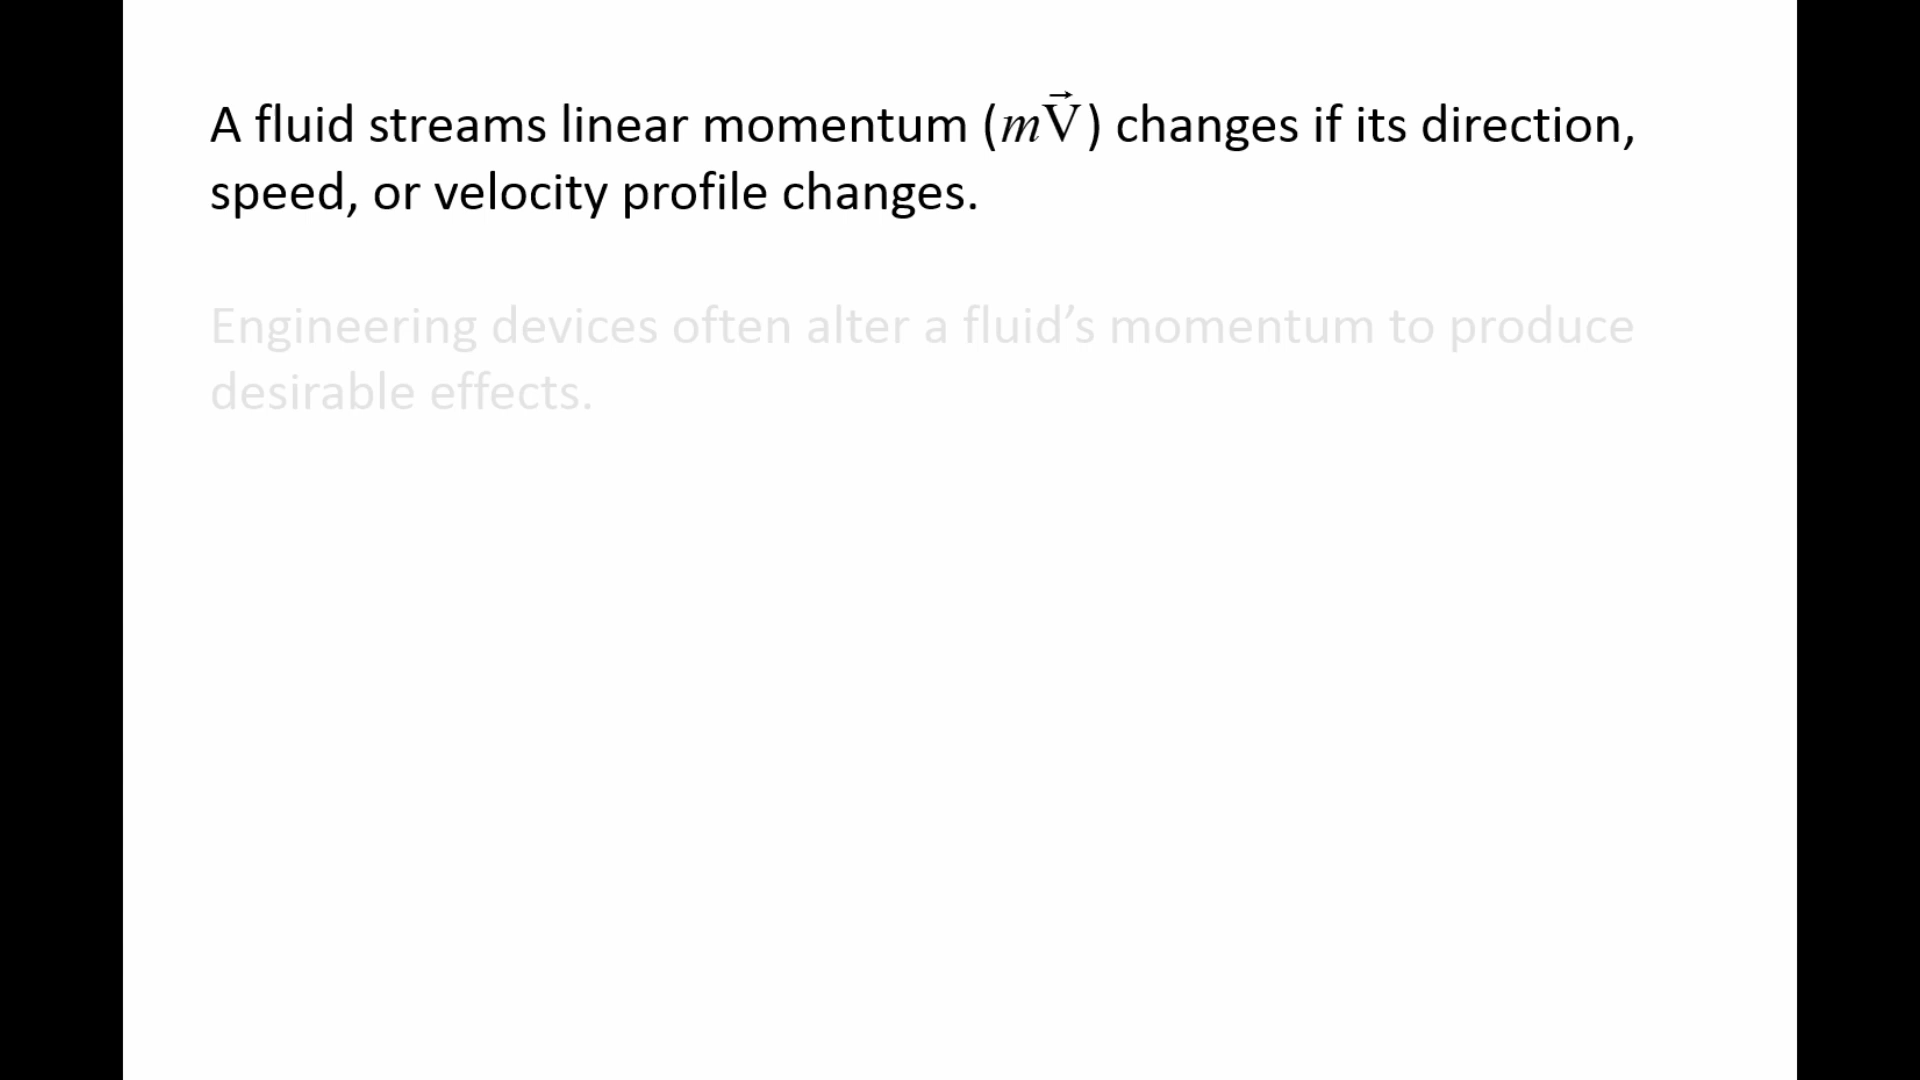 A fluid streams linear momentum (m\vec{V}) changes if its direction,
speed, or velocity profile changes.
Engineering devices often alter a fluid’s momentum to produce
desirable effects.